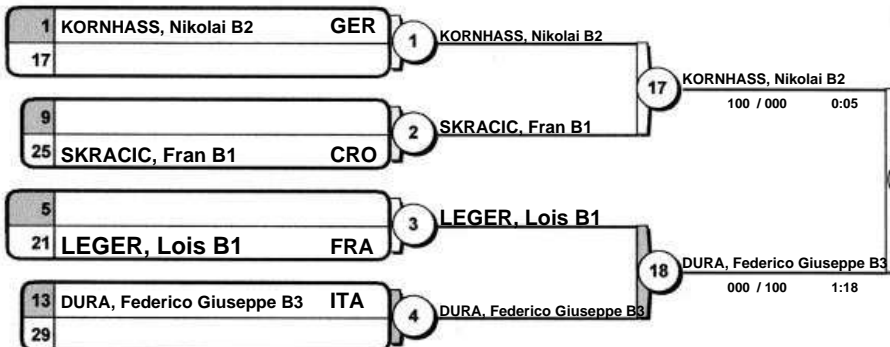 1 KORNHASS, Nikolai B2 GER
17
1
KORNHASS, Nikolai B2
9
25 SKRACIC, Fran B1 CRO
2
SKRACIC, Fran B1
17
KORNHASS, Nikolai B2
100 / 000 0:05
5
21 LEGER, Lois B1 FRA
3
LEGER, Lois B1
13 DURA, Federico Giuseppe B3 ITA
29
4
DURA, Federico Giuseppe B3
18
DURA, Federico Giuseppe B3
000 / 100 1:18